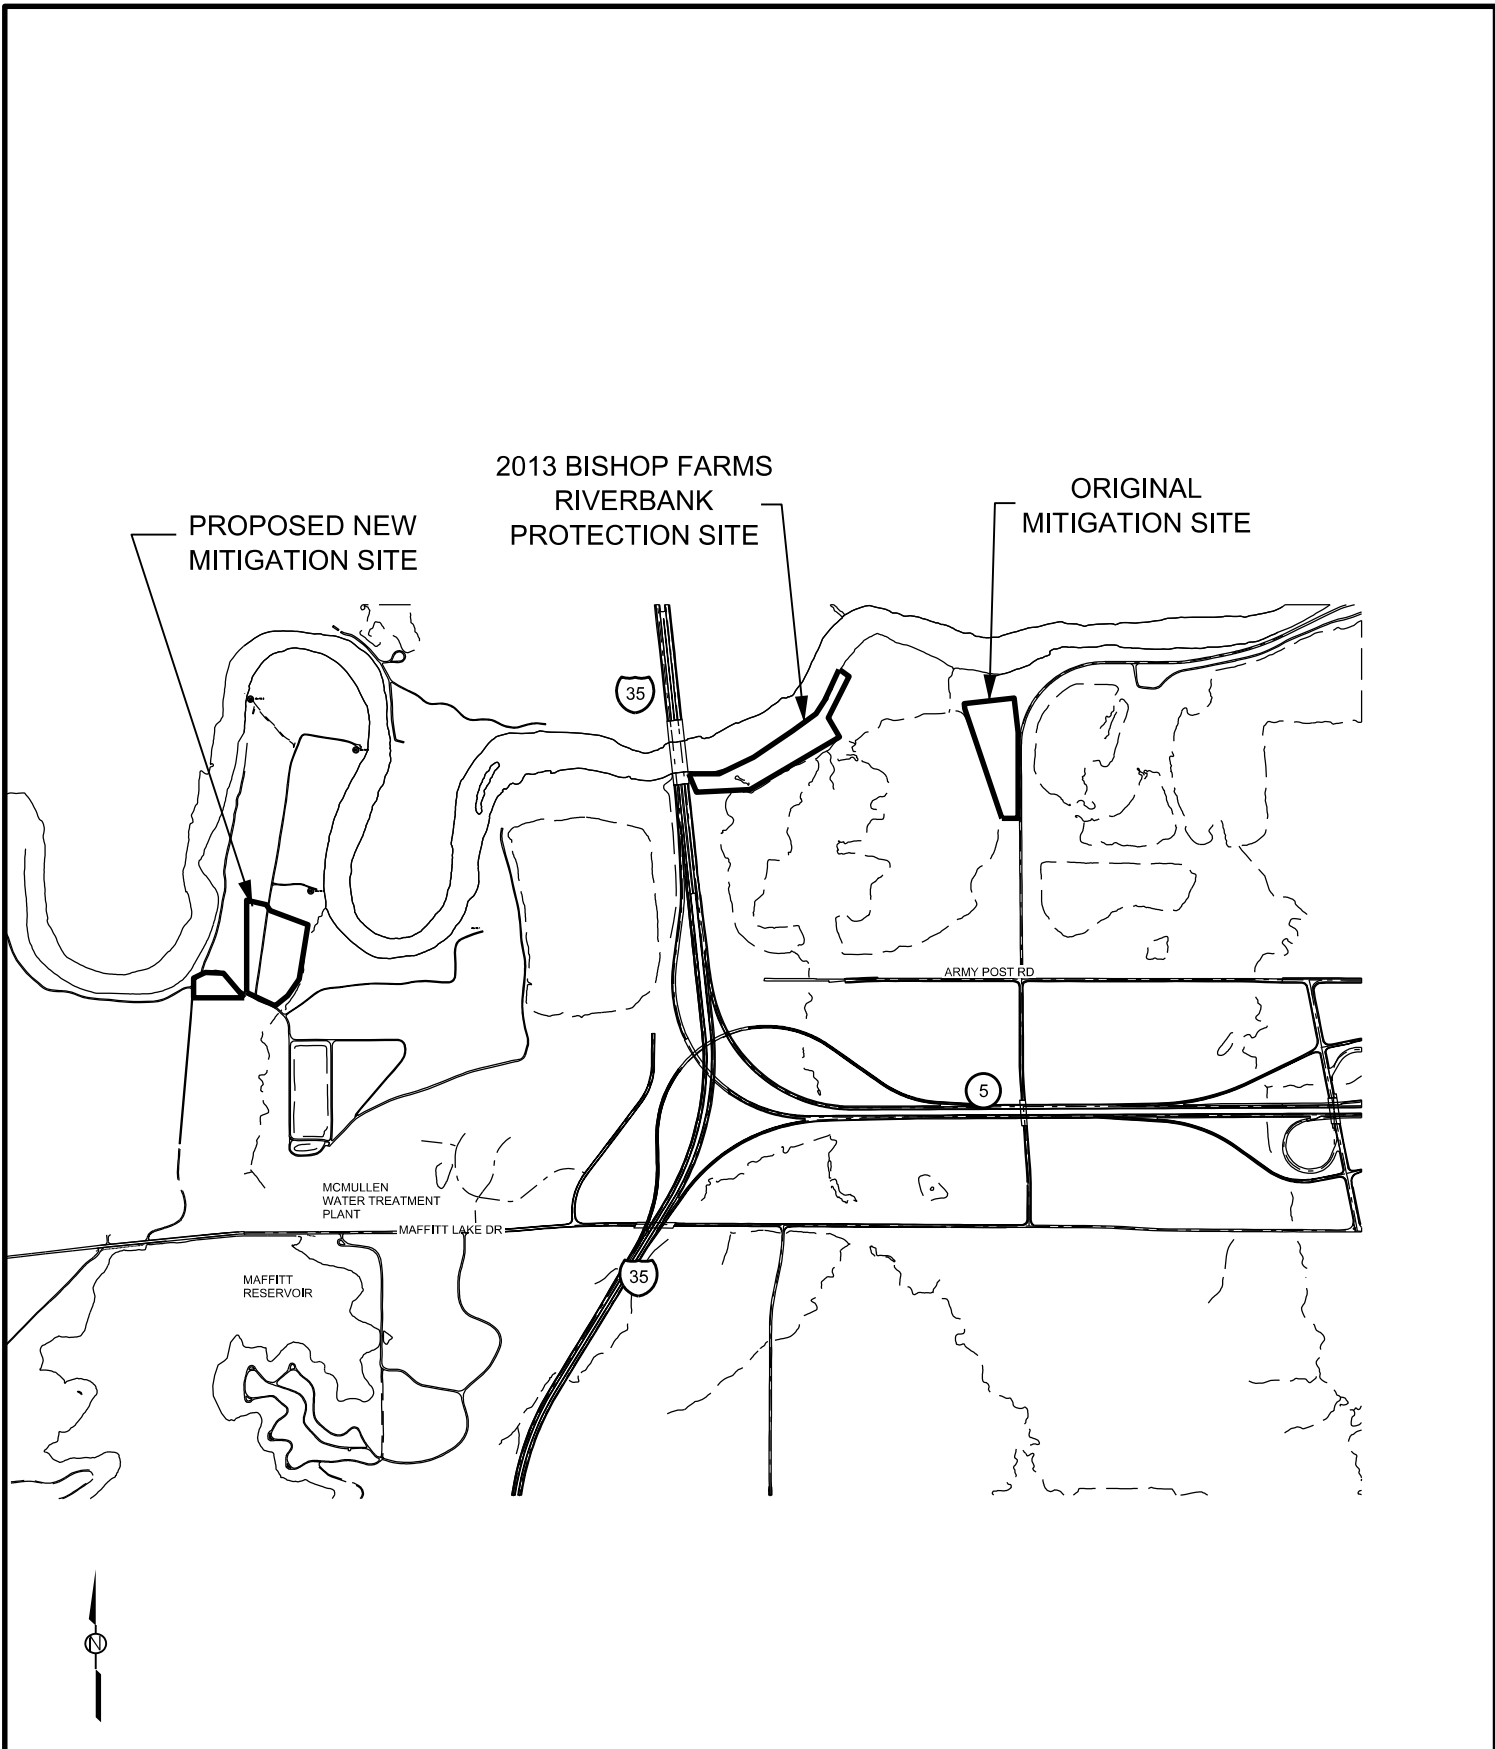 2013 BISHOP FARMS
RIVERBANK
PROTECTION SITE
ORIGINAL
MITIGATION SITE
PROPOSED NEW
MITIGATION SITE
35
ARMY POST RD
5
MCMULLEN
WATER TREATMENT
PLANT
MAFFITT LAKE DR
35
MAFFITT
RESERVOIR
N